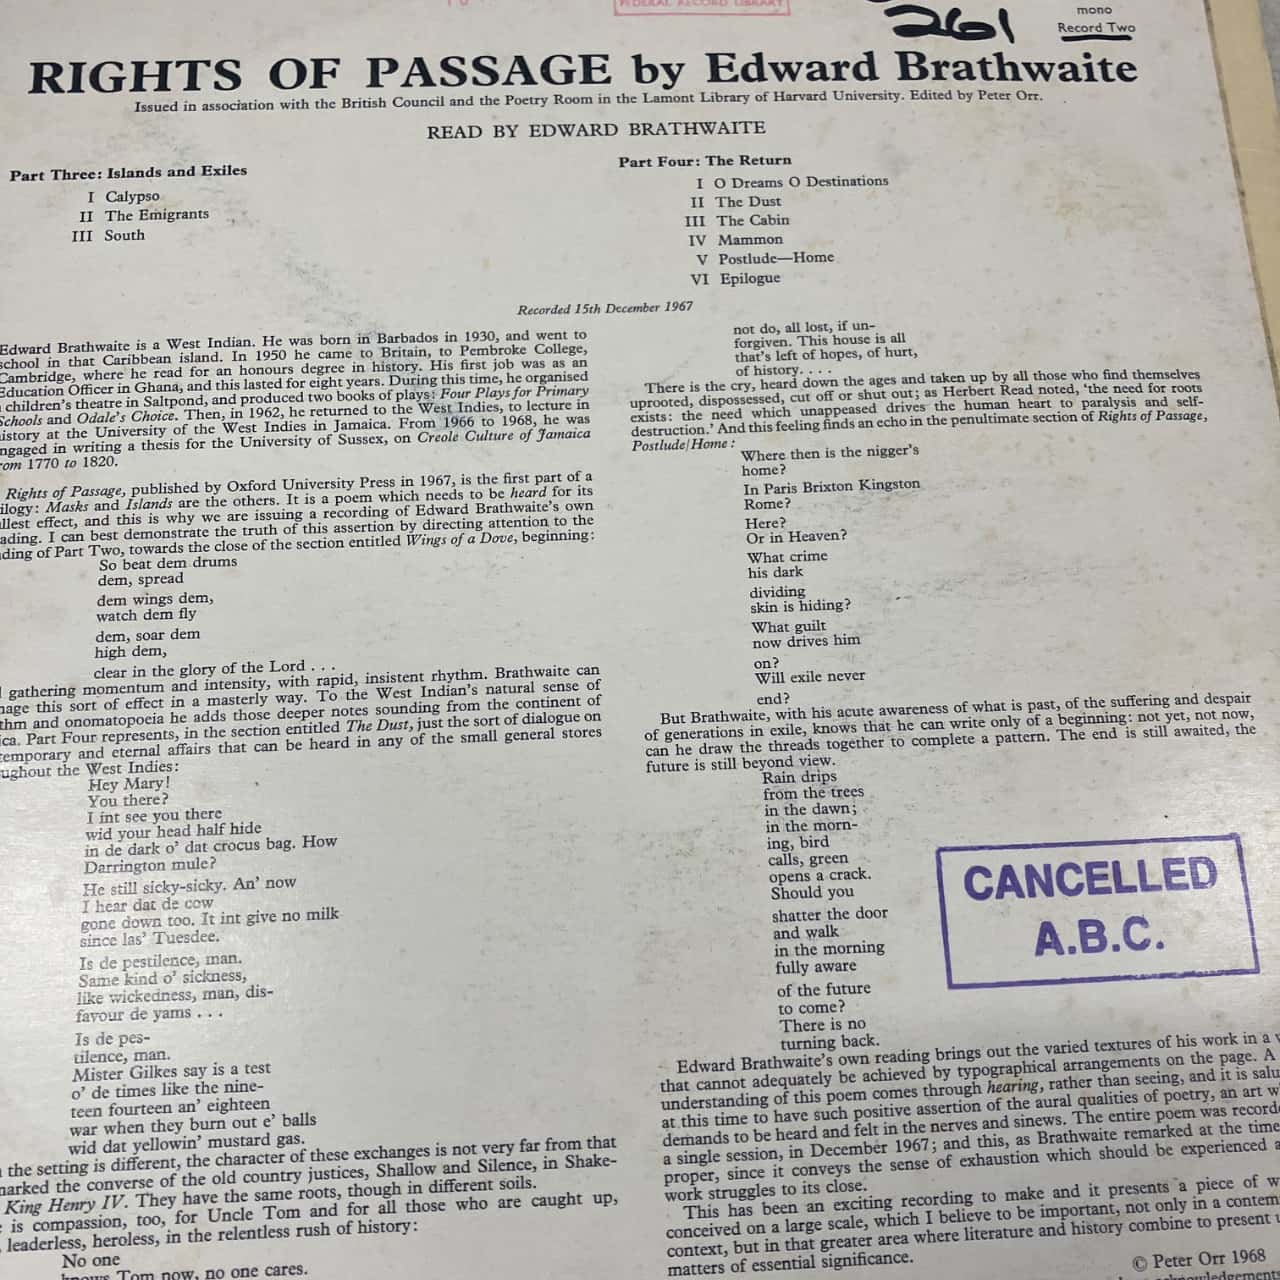 FEDERAL RECORD LIBRARY
261
mono
Record Two
RIGHTS OF PASSAGE by Edward Brathwaite
Issued in association with the British Council and the Poetry Room in the Lamont Library of Harvard University. Edited by Peter Orr.
READ BY EDWARD BRATHWAITE
Part Three: Islands and Exiles
I Calypso
II The Emigrants
III South
Part Four: The Return
I O Dreams O Destinations
II The Dust
III The Cabin
IV Mammon
V Postlude—Home
VI Epilogue
Recorded 15th December 1967
Edward Brathwaite is a West Indian. He was born in Barbados in 1930, and went to
school in that Caribbean island. In 1950 he came to Britain, to Pembroke College,
Cambridge, where he read for an honours degree in history. His first job was as an
Education Officer in Ghana, and this lasted for eight years. During this time, he organised
children's theatre in Saltpond, and produced two books of plays: Four Plays for Primary
Schools and Odale's Choice. Then, in 1962, he returned to the West Indies, to lecture in
istory at the University of the West Indies in Jamaica. From 1966 to 1968, he was
ngaged in writing a thesis for the University of Sussex, on Creole Culture of Jamaica
rom 1770 to 1820.
Rights of Passage, published by Oxford University Press in 1967, is the first part of a
ilogy: Masks and Islands are the others. It is a poem which needs to be heard for its
llest effect, and this is why we are issuing a recording of Edward Brathwaite's own
ading. I can best demonstrate the truth of this assertion by directing attention to the
ding of Part Two, towards the close of the section entitled Wings of a Dove, beginning:
So beat dem drums
dem, spread
dem wings dem,
watch dem fly
dem, soar dem
high dem,
clear in the glory of the Lord . . .
gathering momentum and intensity, with rapid, insistent rhythm. Brathwaite can
nage this sort of effect in a masterly way. To the West Indian's natural sense of
thm and onomatopoeia he adds those deeper notes sounding from the continent of
ica. Part Four represents, in the section entitled The Dust, just the sort of dialogue on
temporary and eternal affairs that can be heard in any of the small general stores
ughout the West Indies:
Hey Mary!
You there?
I int see you there
wid your head half hide
in de dark o' dat crocus bag. How
Darrington mule?
He still sicky-sicky. An' now
I hear dat de cow
gone down too. It int give no milk
since las' Tuesdee.
Is de pestilence, man.
Same kind o' sickness,
like wickedness, man, dis-
favour de yams . . .
Is de pes-
tilence, man.
Mister Gilkes say is a test
o' de times like the nine-
teen fourteen an' eighteen
war when they burn out e' balls
wid dat yellowin' mustard gas.
the setting is different, the character of these exchanges is not very far from that
marked the converse of the old country justices, Shallow and Silence, in Shake-
King Henry IV. They have the same roots, though in different soils.
is compassion, too, for Uncle Tom and for all those who are caught up,
leaderless, heroless, in the relentless rush of history:
No one
knows Tom now, no one cares.
not do, all lost, if un-
forgiven. This house is all
that's left of hopes, of hurt,
of history. . . .
There is the cry, heard down the ages and taken up by all those who find themselves
uprooted, dispossessed, cut off or shut out; as Herbert Read noted, 'the need for roots
exists: the need which unappeased drives the human heart to paralysis and self-
destruction.' And this feeling finds an echo in the penultimate section of Rights of Passage,
Postlude/Home:
Where then is the nigger's
home?
In Paris Brixton Kingston
Rome?
Here?
Or in Heaven?
What crime
his dark
dividing
skin is hiding?
What guilt
now drives him
on?
Will exile never
end?
But Brathwaite, with his acute awareness of what is past, of the suffering and despair
of generations in exile, knows that he can write only of a beginning: not yet, not now,
can he draw the threads together to complete a pattern. The end is still awaited, the
future is still beyond view.
Rain drips
from the trees
in the dawn;
in the morn-
ing, bird
calls, green
opens a crack.
Should you
shatter the door
and walk
in the morning
fully aware
of the future
to come?
There is no
turning back.
CANCELLED
A.B.C.
Edward Brathwaite's own reading brings out the varied textures of his work in a
that cannot adequately be achieved by typographical arrangements on the page. A
understanding of this poem comes through hearing, rather than seeing, and it is salu
at this time to have such positive assertion of the aural qualities of poetry, an art w
demands to be heard and felt in the nerves and sinews. The entire poem was recorde
a single session, in December 1967; and this, as Brathwaite remarked at the time
proper, since it conveys the sense of exhaustion which should be experienced a
work struggles to its close.
This has been an exciting recording to make and it presents a piece of w
conceived on a large scale, which I believe to be important, not only in a contem
context, but in that greater area where literature and history combine to present
matters of essential significance.
© Peter Orr 1968